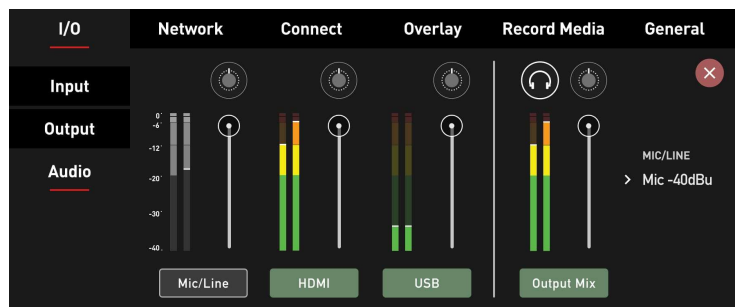 I/O Network Connect Overlay Record Media General
Input
Output
Audio
0
-6
-12
-20
-30
-40
MIC/LINE
Mic -40dBu
Mic/Line HDMI USB Output Mix